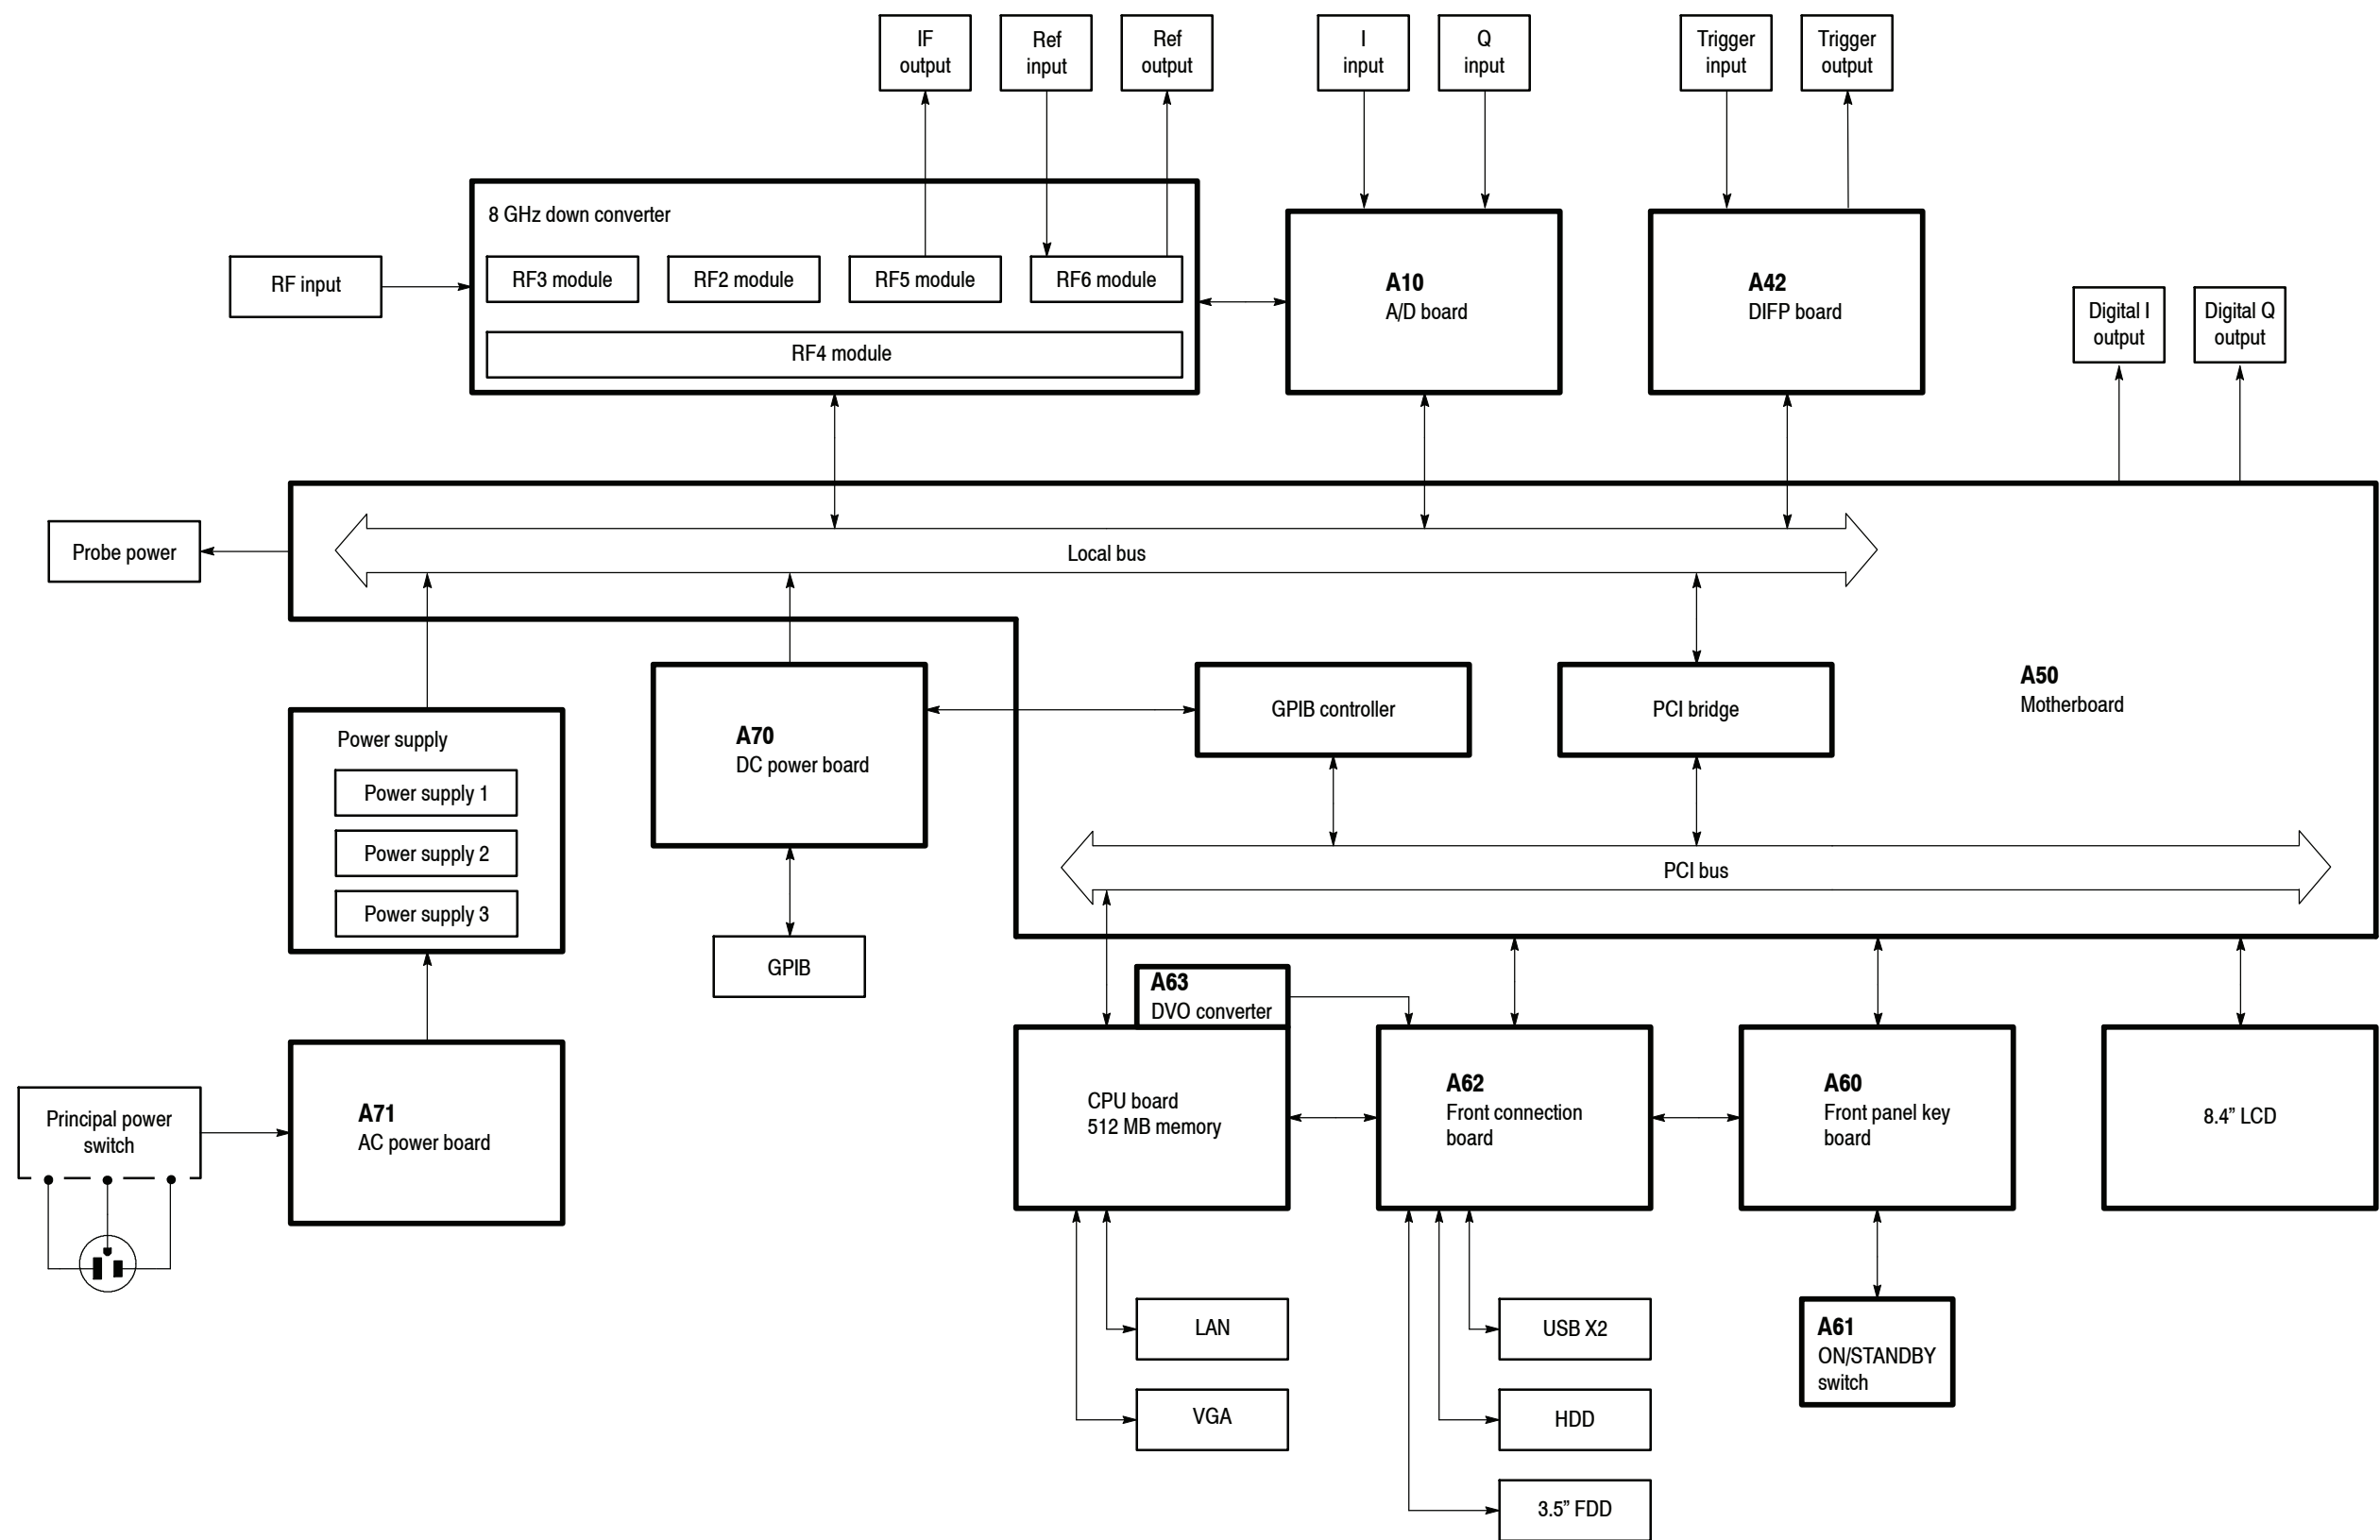 IF
output
Ref
input
Ref
output
I
input
Q
input
Trigger
input
Trigger
output
8 GHz down converter
RF input
RF3 module
RF2 module
RF5 module
RF6 module
RF4 module
A10
A/D board
A42
DIFP board
Digital I
output
Digital Q
output
Probe power
Local bus
A50
Motherboard
GPIB controller
PCI bridge
A70
DC power board
Power supply
Power supply 1
Power supply 2
Power supply 3
PCI bus
GPIB
A63
DVO converter
Principal power
switch
A71
AC power board
CPU board
512 MB memory
A62
Front connection
board
A60
Front panel key
board
8.4” LCD
LAN
VGA
USB X2
HDD
3.5” FDD
A61
ON/STANDBY
switch